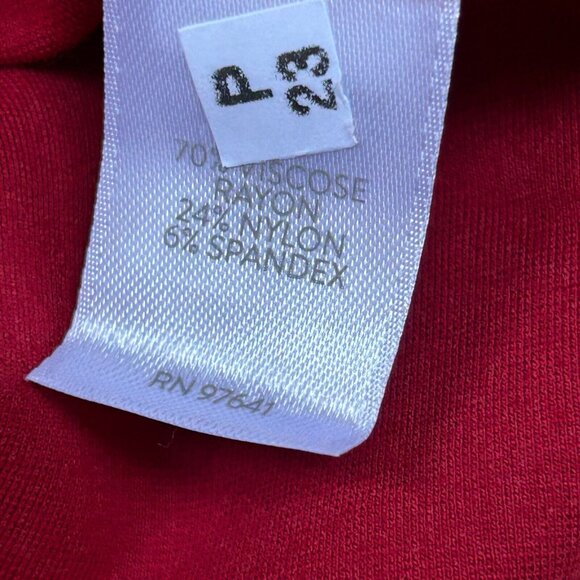 P
23
70% VISCOSE
RAYON
24% NYLON
6% SPANDEX
RN 97641